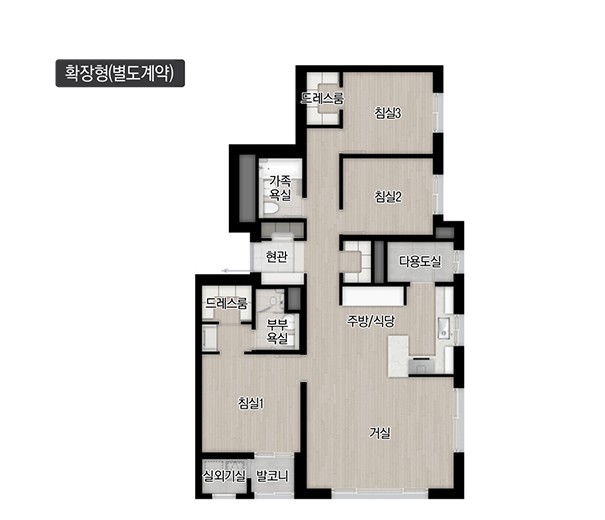 확장형(별도계약)
드레스룸
침실3
가족
욕실
침실2
현관
다용도실
드레스룸
부부
욕실
주방/식당
침실1
거실
실외기실
발코니